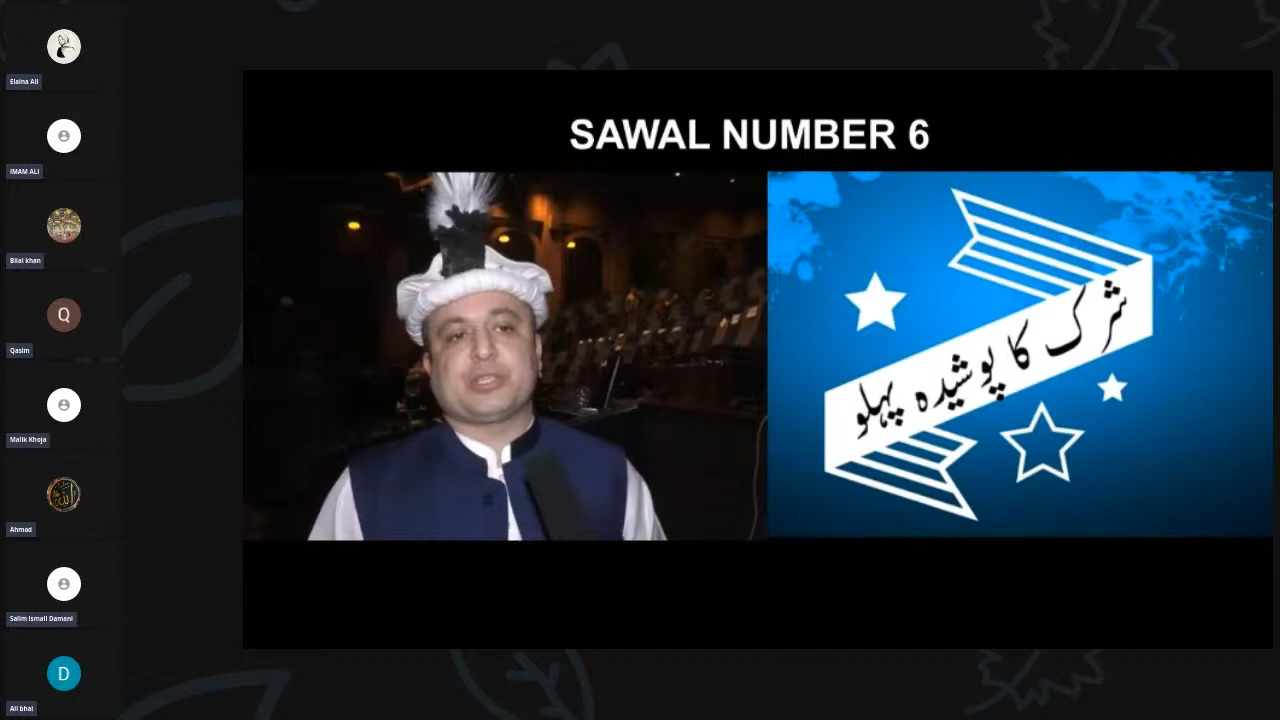 Elaina Ali
IMAM ALI
Bilal khan
Q
Qasim
Malik Khoja
Ahmad
Salim Ismail Damani
D
Ali bhai
SAWAL NUMBER 6
شرک کا پوشیدہ پہلو